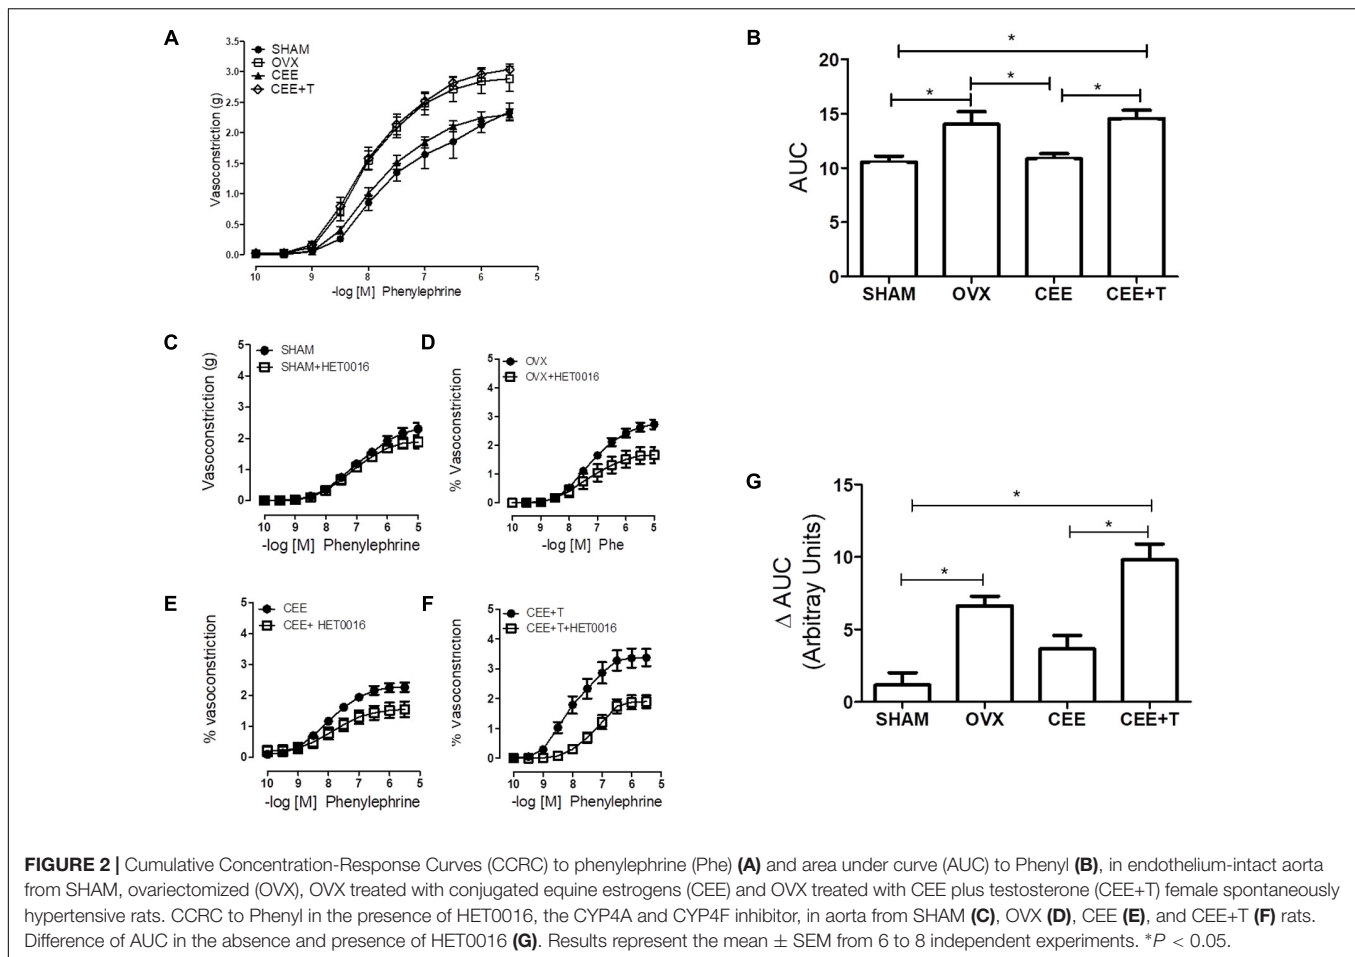 A
3.5
3.0
2.5
2.0
1.5
1.0
0.5
0.0
Vasoconstriction (g)
SHAM
OVX
CEE
CEE+T
10 9 8 7 6 5
-log [M] Phenylephrine
B
20
15
10
5
0
AUC
*
* *
* 
SHAM OVX CEE CEE+T
C
5
4
3
2
1
0
Vasoconstriction (g)
SHAM
SHAM+HET0016
10 9 8 7 6 5
-log [M] Phenylephrine
D
5
4
3
2
1
0
% Vasoconstriction
OVX
OVX+HET0016
10 9 8 7 6 5
-log [M] Phe
E
5
4
3
2
1
0
% vasoconstriction
CEE
CEE+ HET0016
10 9 8 7 6 5
-log [M] Phenylephrine
F
5
4
3
2
1
0
% Vasoconstriction
CEE+T
CEE+T+HET0016
10 9 8 7 6 5
-log [M] Phenylephrine
G
15
10
5
0
Δ AUC
(Arbitray Units)
*
*
*
SHAM OVX CEE CEE+T
FIGURE 2 | Cumulative Concentration-Response Curves (CCRC) to phenylephrine (Phe) (A) and area under curve (AUC) to Phenyl (B), in endothelium-intact aorta
from SHAM, ovariectomized (OVX), OVX treated with conjugated equine estrogens (CEE) and OVX treated with CEE plus testosterone (CEE+T) female spontaneously
hypertensive rats. CCRC to Phenyl in the presence of HET0016, the CYP4A and CYP4F inhibitor, in aorta from SHAM (C), OVX (D), CEE (E), and CEE+T (F) rats.
Difference of AUC in the absence and presence of HET0016 (G). Results represent the mean ± SEM from 6 to 8 independent experiments. *P < 0.05.